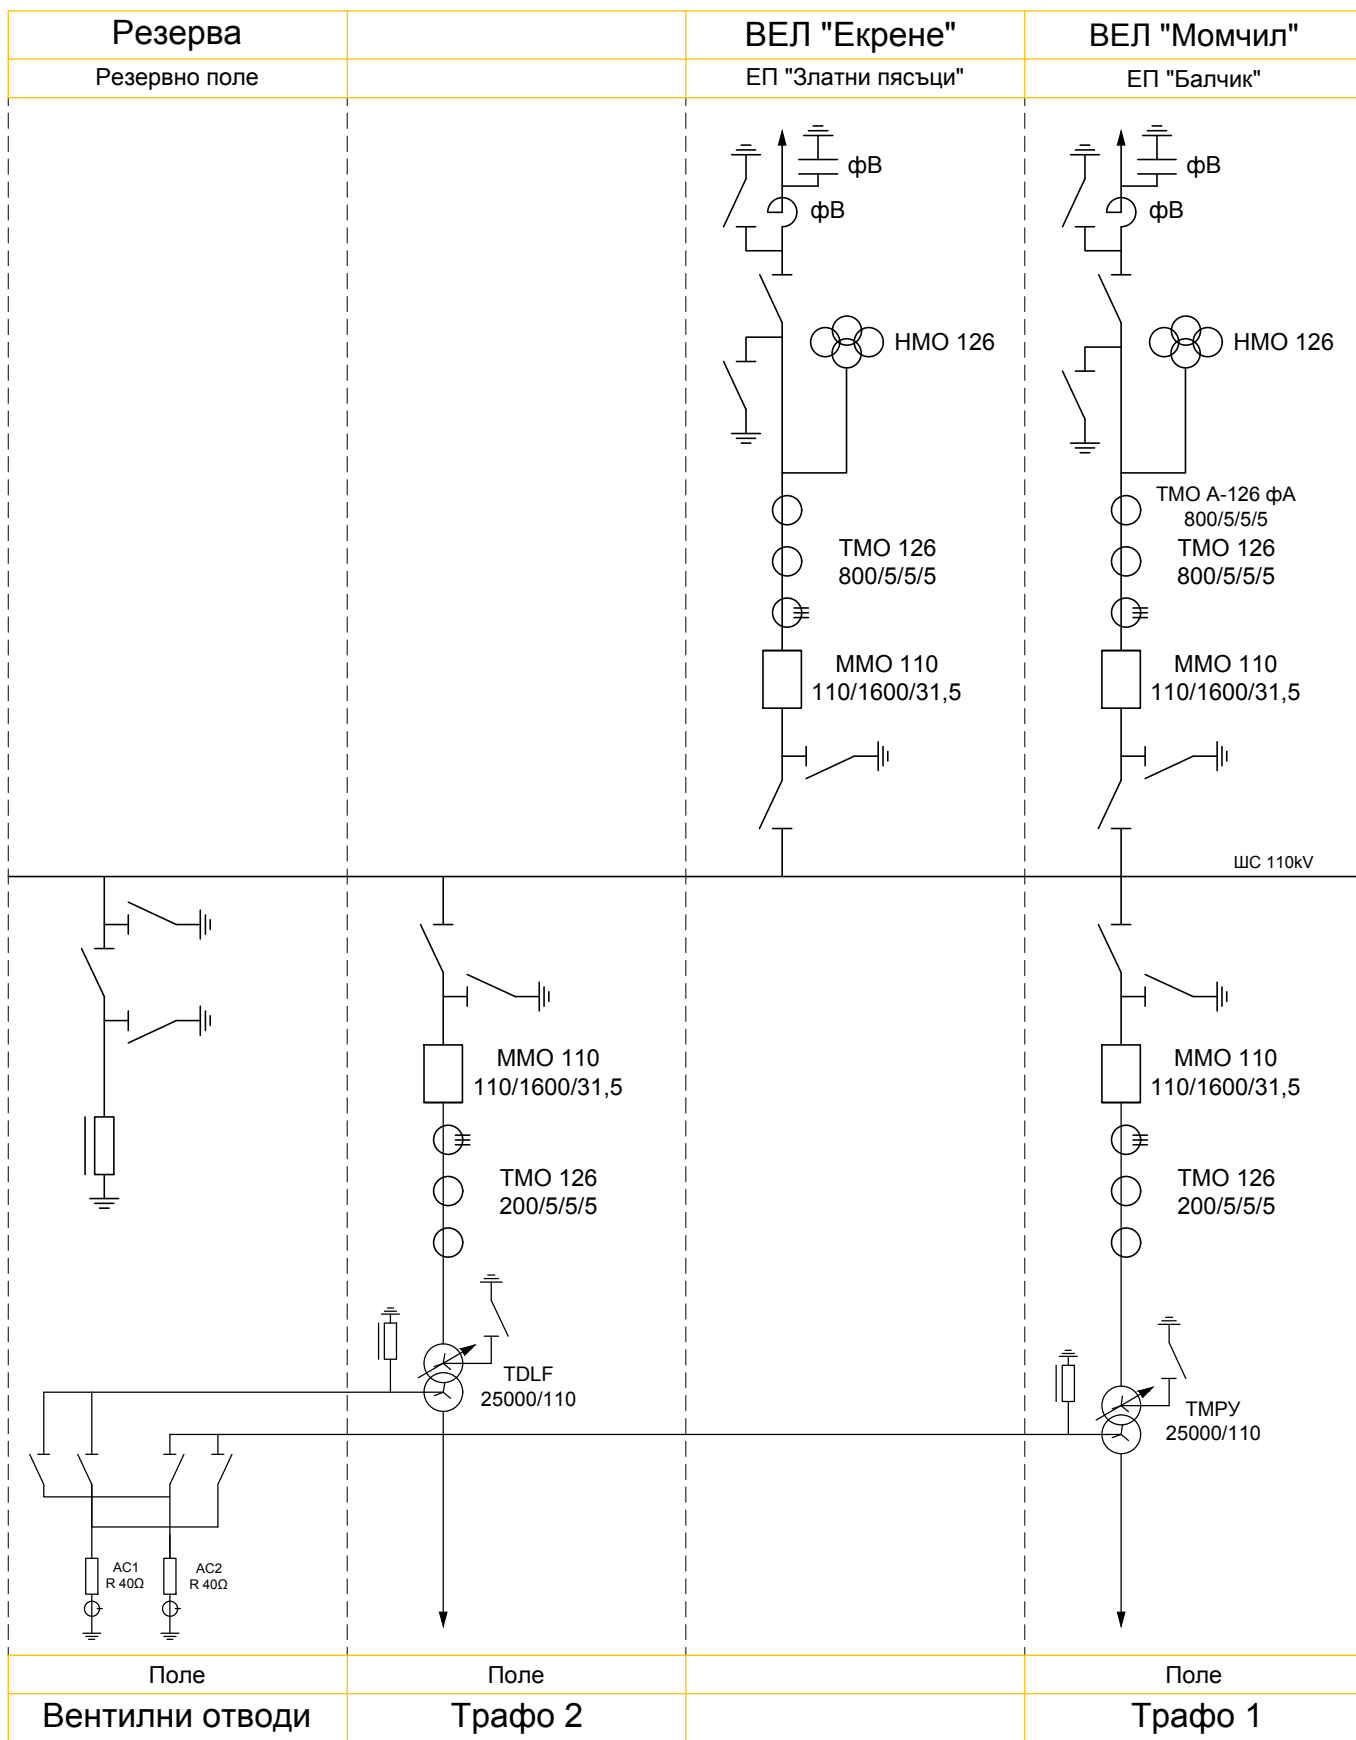 Резерва
ВЕЛ "Екрене"
ВЕЛ "Момчил"
Резервно поле
ЕП "Златни пясъци"
ЕП "Балчик"
фВ
фВ
фВ
фВ
НМО 126
НМО 126
ТМО 126
800/5/5/5
ТМО А-126 фА
800/5/5/5
ТМО 126
800/5/5/5
ММО 110
110/1600/31,5
ММО 110
110/1600/31,5
ШС 110kV
ММО 110
110/1600/31,5
ММО 110
110/1600/31,5
ТМО 126
200/5/5/5
ТМО 126
200/5/5/5
TDLF
25000/110
ТМРУ
25000/110
АС1
R 40Ω
АС2
R 40Ω
Поле
Поле
Поле
Вентилни отводи
Трафо 2
Трафо 1